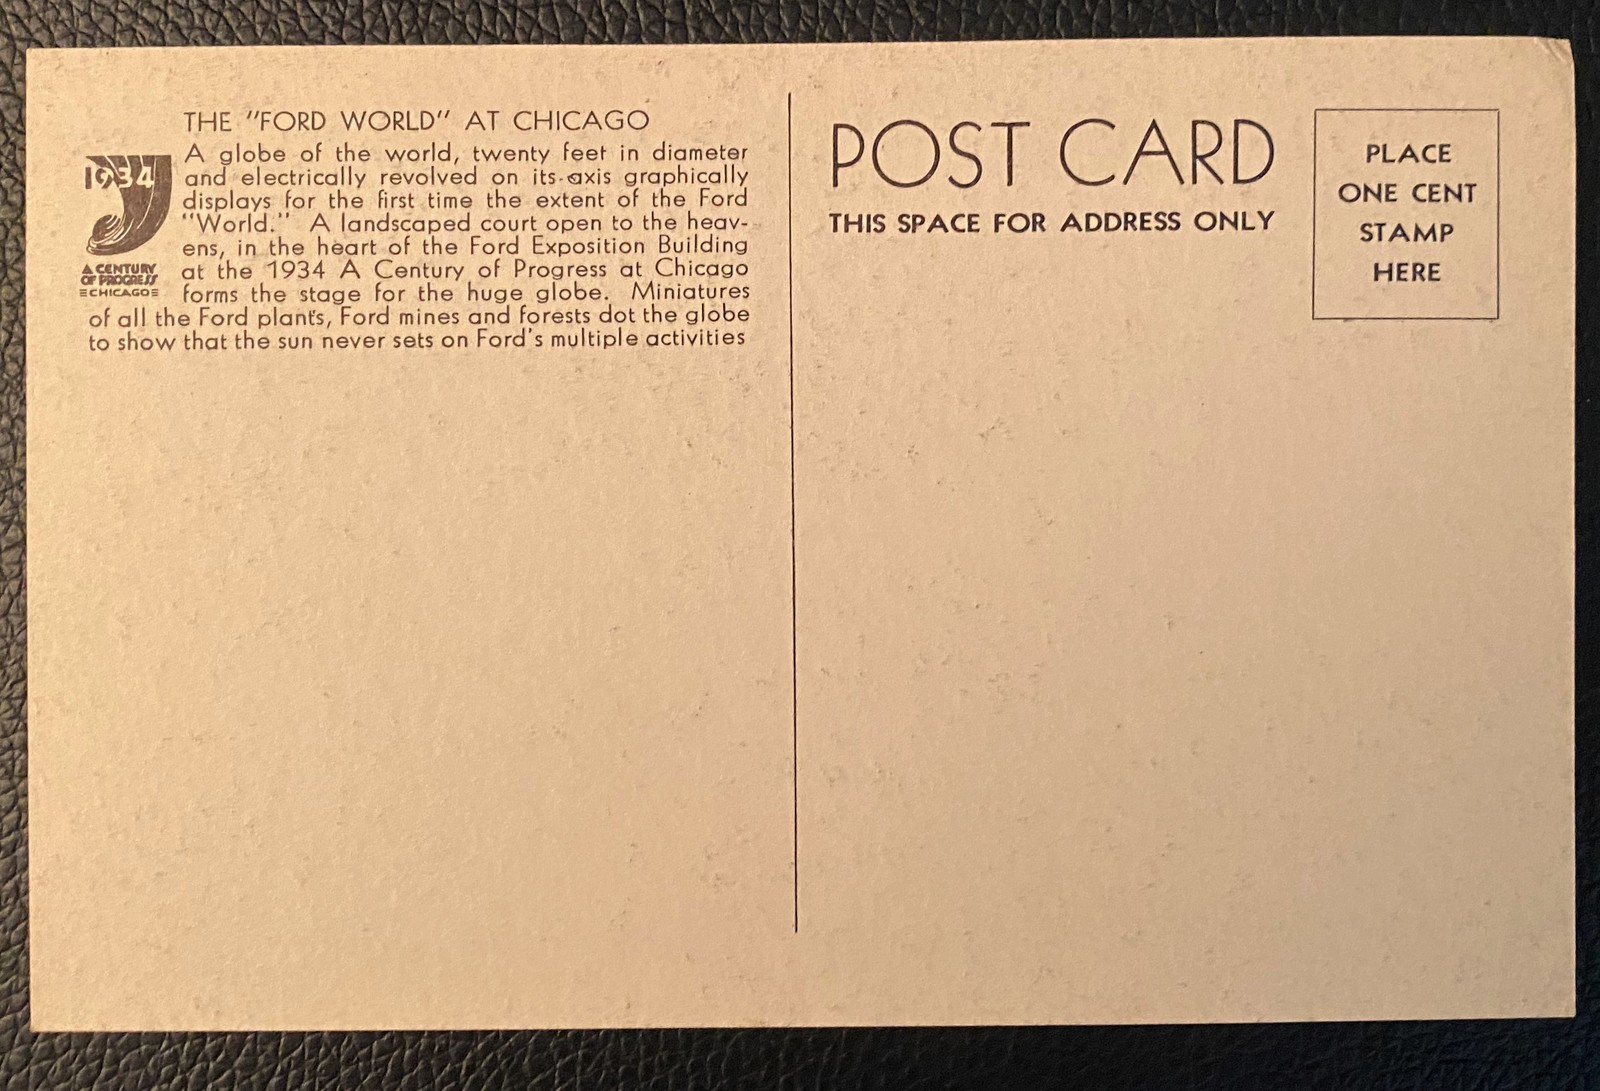 THE "FORD WORLD" AT CHICAGO
A globe of the world, twenty feet in diameter
and electrically revolved on its axis graphically
displays for the first time the extent of the Ford
"World." A landscaped court open to the heav-
ens, in the heart of the Ford Exposition Building
at the 1934 A Century of Progress at Chicago
forms the stage for the huge globe. Miniatures
of all the Ford plants, Ford mines and forests dot the globe
to show that the sun never sets on Ford's multiple activities
1934
A CENTURY
OF PROGRESS
CHICAGO
POST CARD
THIS SPACE FOR ADDRESS ONLY
PLACE
ONE CENT
STAMP
HERE